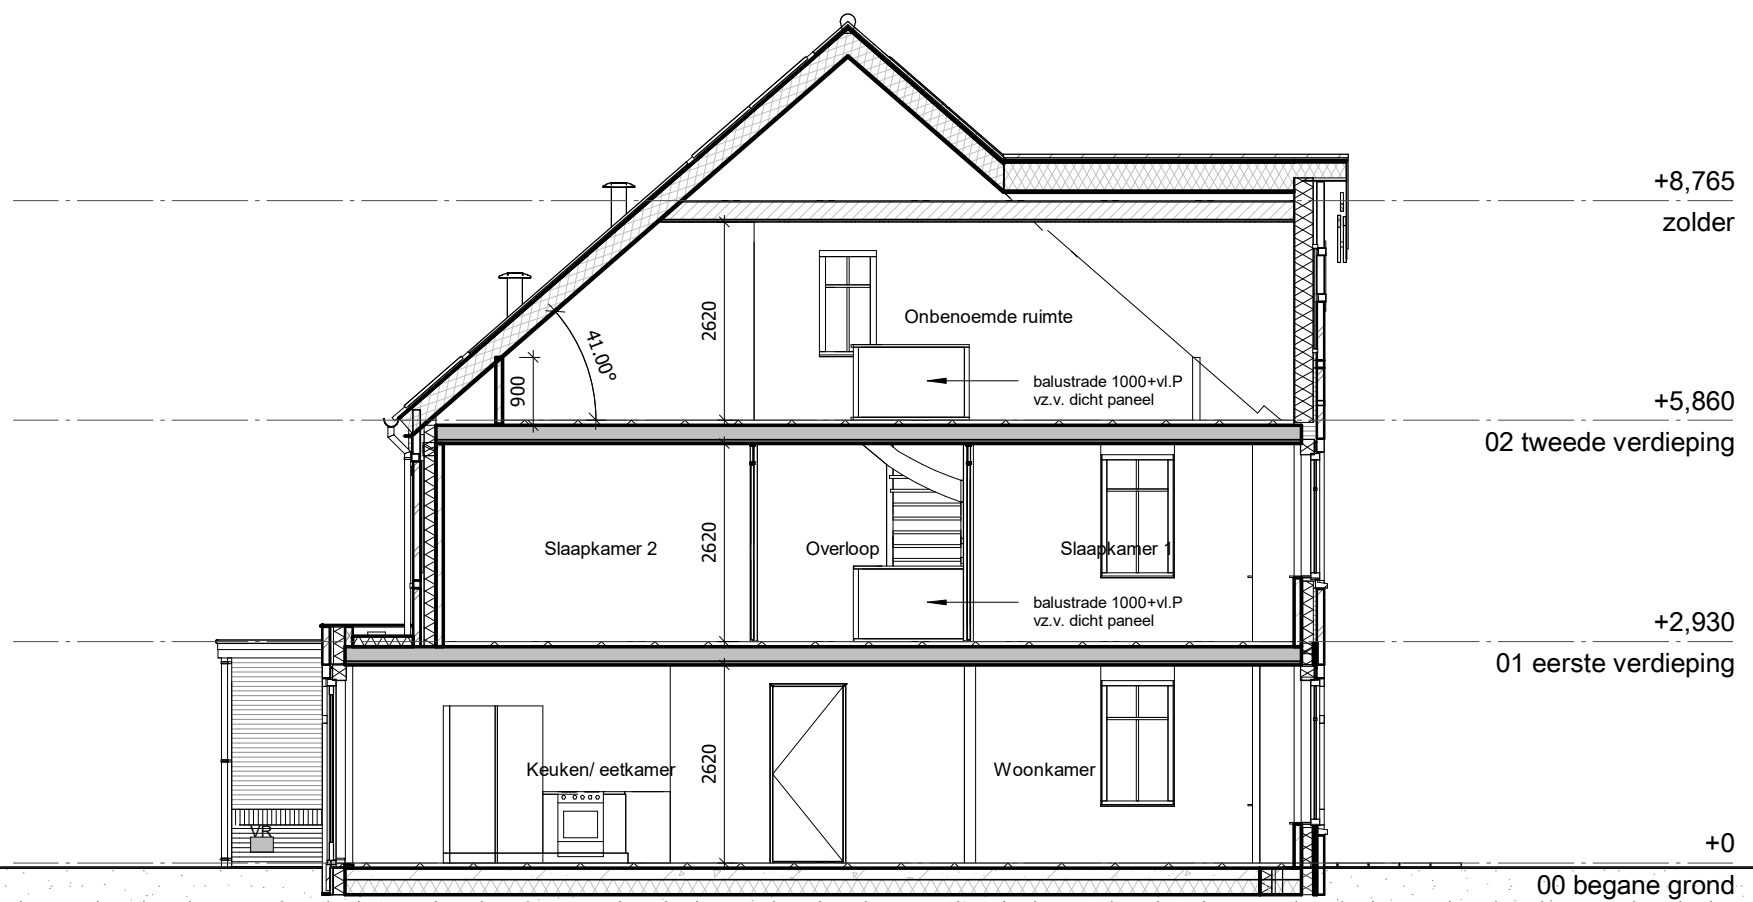 +8,765
zolder
2620
Onbenoemde ruimte
41.00°
900
balustrade 1000+vl.P
vz.v. dicht paneel
+5,860
02 tweede verdieping
2620
Slaapkamer 2
Overloop
Slaapkamer 1
balustrade 1000+vl.P
vz.v. dicht paneel
+2,930
01 eerste verdieping
2620
Keuken/ eetkamer
Woonkamer
VR
+0
00 begane grond